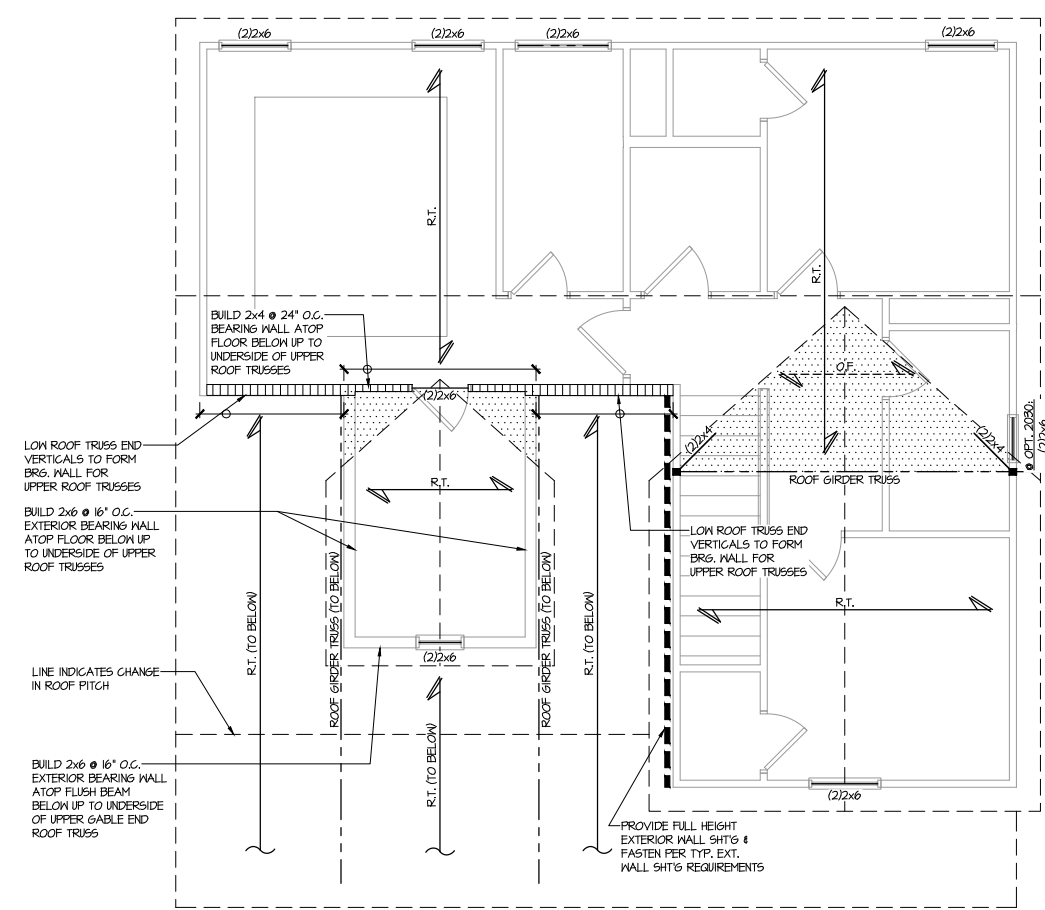 (2)2x6
(2)2x6
(2)2x6
(2)2x6
R.T.
R.T.
BUILD 2x4 @ 24" O.C.
BEARING WALL ATOP
FLOOR BELOW UP TO
UNDERSIDE OF UPPER
ROOF TRUSSES
(2)2x6
O.F.
(2)2x4
(2)2x4
@ OPT. 2030:
(2)2x6
LOW ROOF TRUSS END
VERTICALS TO FORM
BRG. WALL FOR
UPPER ROOF TRUSSES
R.T.
ROOF GIRDER TRUSS
BUILD 2x6 @ 16" O.C.
EXTERIOR BEARING WALL
ATOP FLOOR BELOW UP
TO UNDERSIDE OF UPPER
ROOF TRUSSES
LOW ROOF TRUSS END
VERTICALS TO FORM
BRG. WALL FOR
UPPER ROOF TRUSSES
R.T. (TO BELOW)
ROOF GIRDER TRUSS (TO BELOW)
ROOF GIRDER TRUSS (TO BELOW)
R.T. (TO BELOW)
R.T.
(2)2x6
LINE INDICATES CHANGE
IN ROOF PITCH
R.T. (TO BELOW)
BUILD 2x6 @ 16" O.C.
EXTERIOR BEARING WALL
ATOP FLUSH BEAM
BELOW UP TO UNDERSIDE
OF UPPER GABLE END
ROOF TRUSS
(2)2x6
PROVIDE FULL HEIGHT
EXTERIOR WALL SHT'G &
FASTEN PER TYP. EXT.
WALL SHT'G REQUIREMENTS